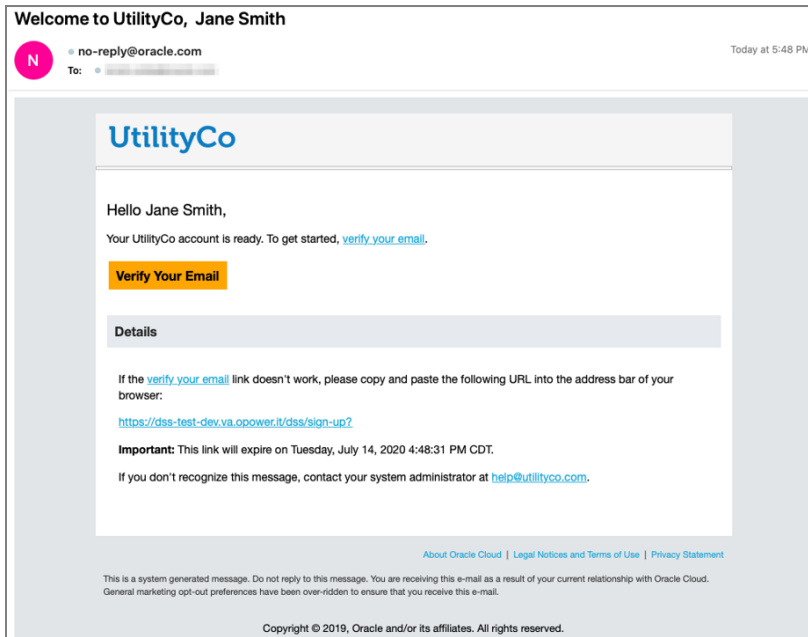 Welcome to UtilityCo, Jane Smith
N
no-reply@oracle.com
Today at 5:48 PM
To:
UtilityCo
Hello Jane Smith,
Your UtilityCo account is ready. To get started, verify your email.
Verify Your Email
Details
If the verify your email link doesn't work, please copy and paste the following URL into the address bar of your
browser:
https://dss-test-dev.va.opower.it/dss/sign-up?
Important: This link will expire on Tuesday, July 14, 2020 4:48:31 PM CDT.
If you don't recognize this message, contact your system administrator at help@utilityco.com.
About Oracle Cloud | Legal Notices and Terms of Use | Privacy Statement
This is a system generated message. Do not reply to this message. You are receiving this e-mail as a result of your current relationship with Oracle Cloud.
General marketing opt-out preferences have been over-ridden to ensure that you receive this e-mail.
Copyright © 2019, Oracle and/or its affiliates. All rights reserved.